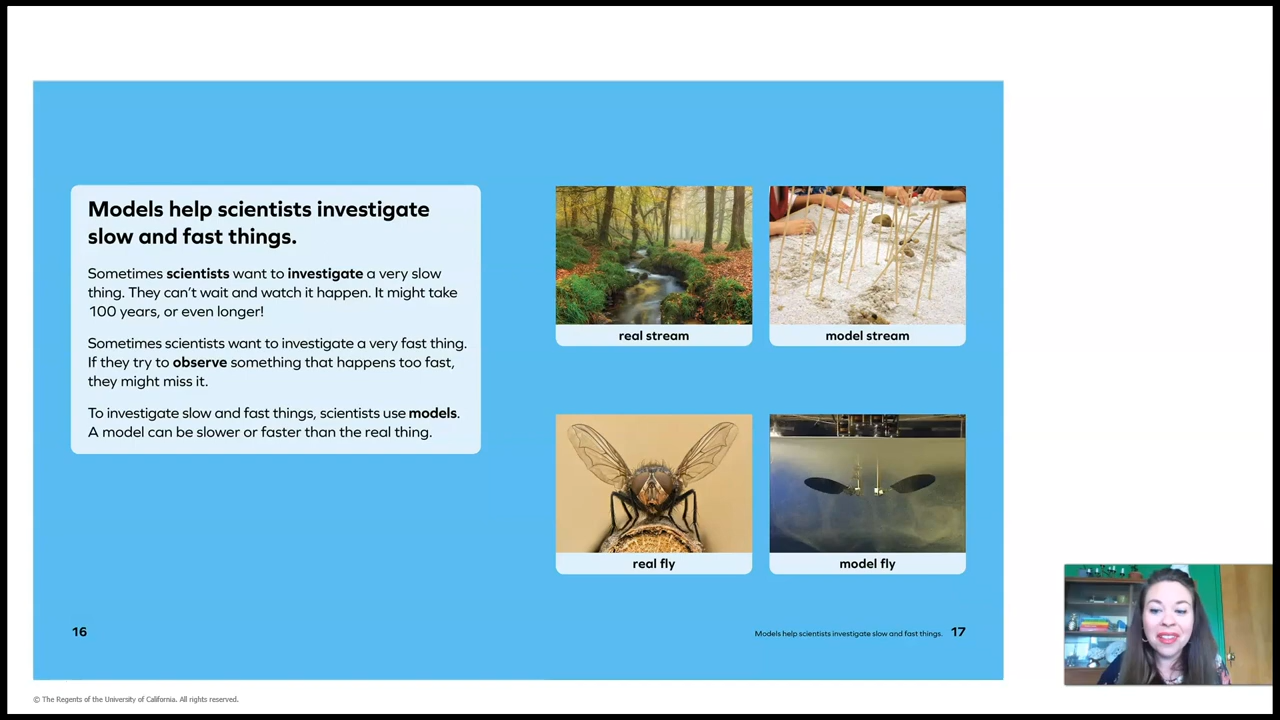 Models help scientists investigate
slow and fast things.
Sometimes scientists want to investigate a very slow
thing. They can't wait and watch it happen. It might take
100 years, or even longer!
Sometimes scientists want to investigate a very fast thing.
If they try to observe something that happens too fast,
they might miss it.
To investigate slow and fast things, scientists use models.
A model can be slower or faster than the real thing.
real stream
model stream
real fly
model fly
16
Models help scientists investigate slow and fast things. 17
© The Regents of the University of California. All rights reserved.